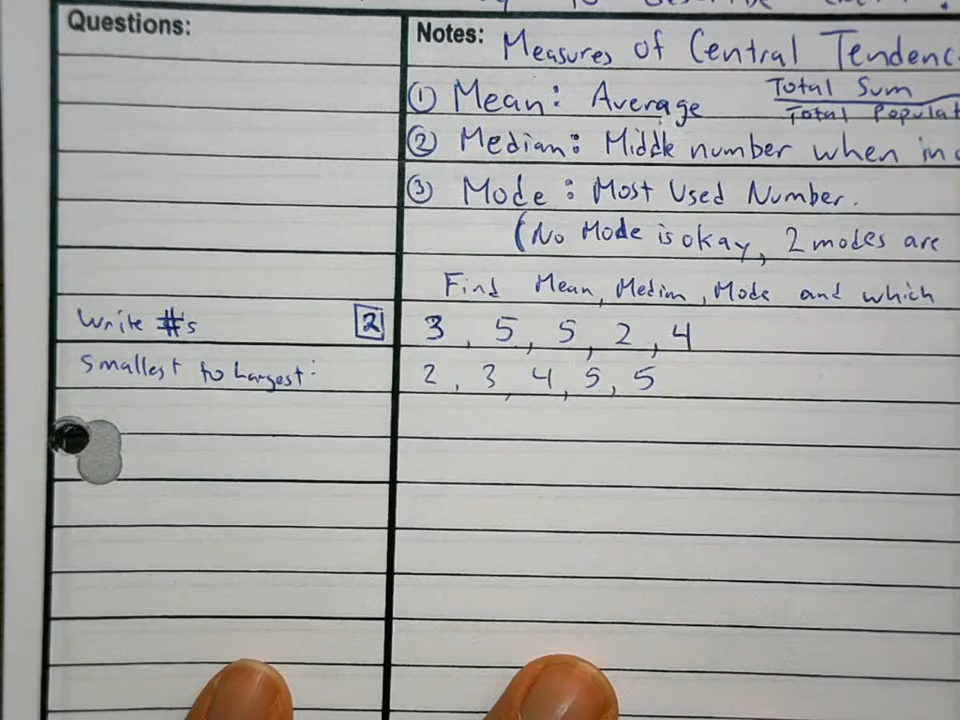 Questions:
Notes: Measures of Central Tendenc
① Mean: Average Total Sum
Total Populat
② Median: Middle number when in
③ Mode: Most Used Number.
(No Mode is okay, 2 modes are
Find Mean, Medim, Mode and which
Write #'s 2 3, 5, 5, 2, 4
Smallest to Largest: 2, 3, 4, 5, 5